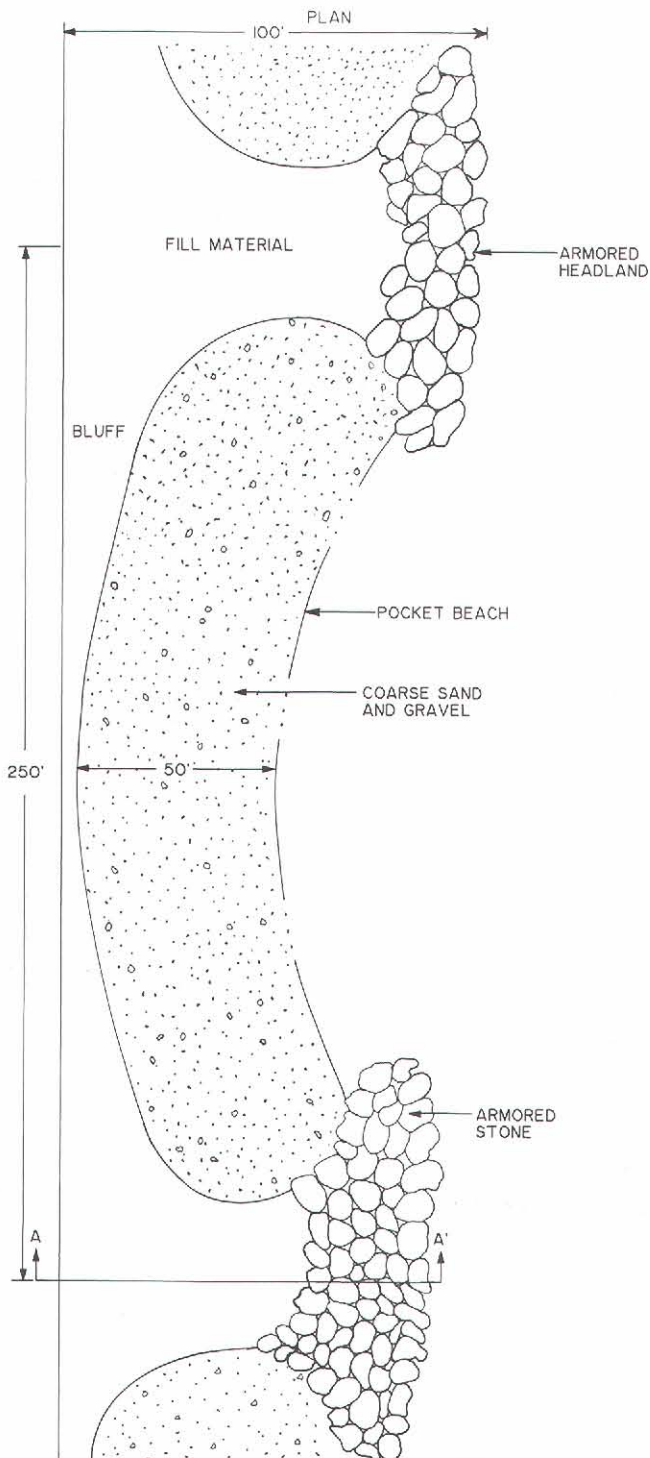 PLAN
100'
FILL MATERIAL
ARMORED
HEADLAND
BLUFF
POCKET BEACH
COARSE SAND
AND GRAVEL
250'
50'
ARMORED
STONE
A
A'